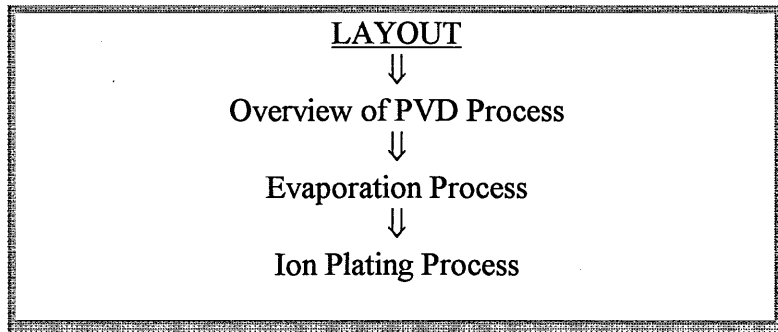 LAYOUT
⇓
Overview of PVD Process
⇓
Evaporation Process
⇓
Ion Plating Process